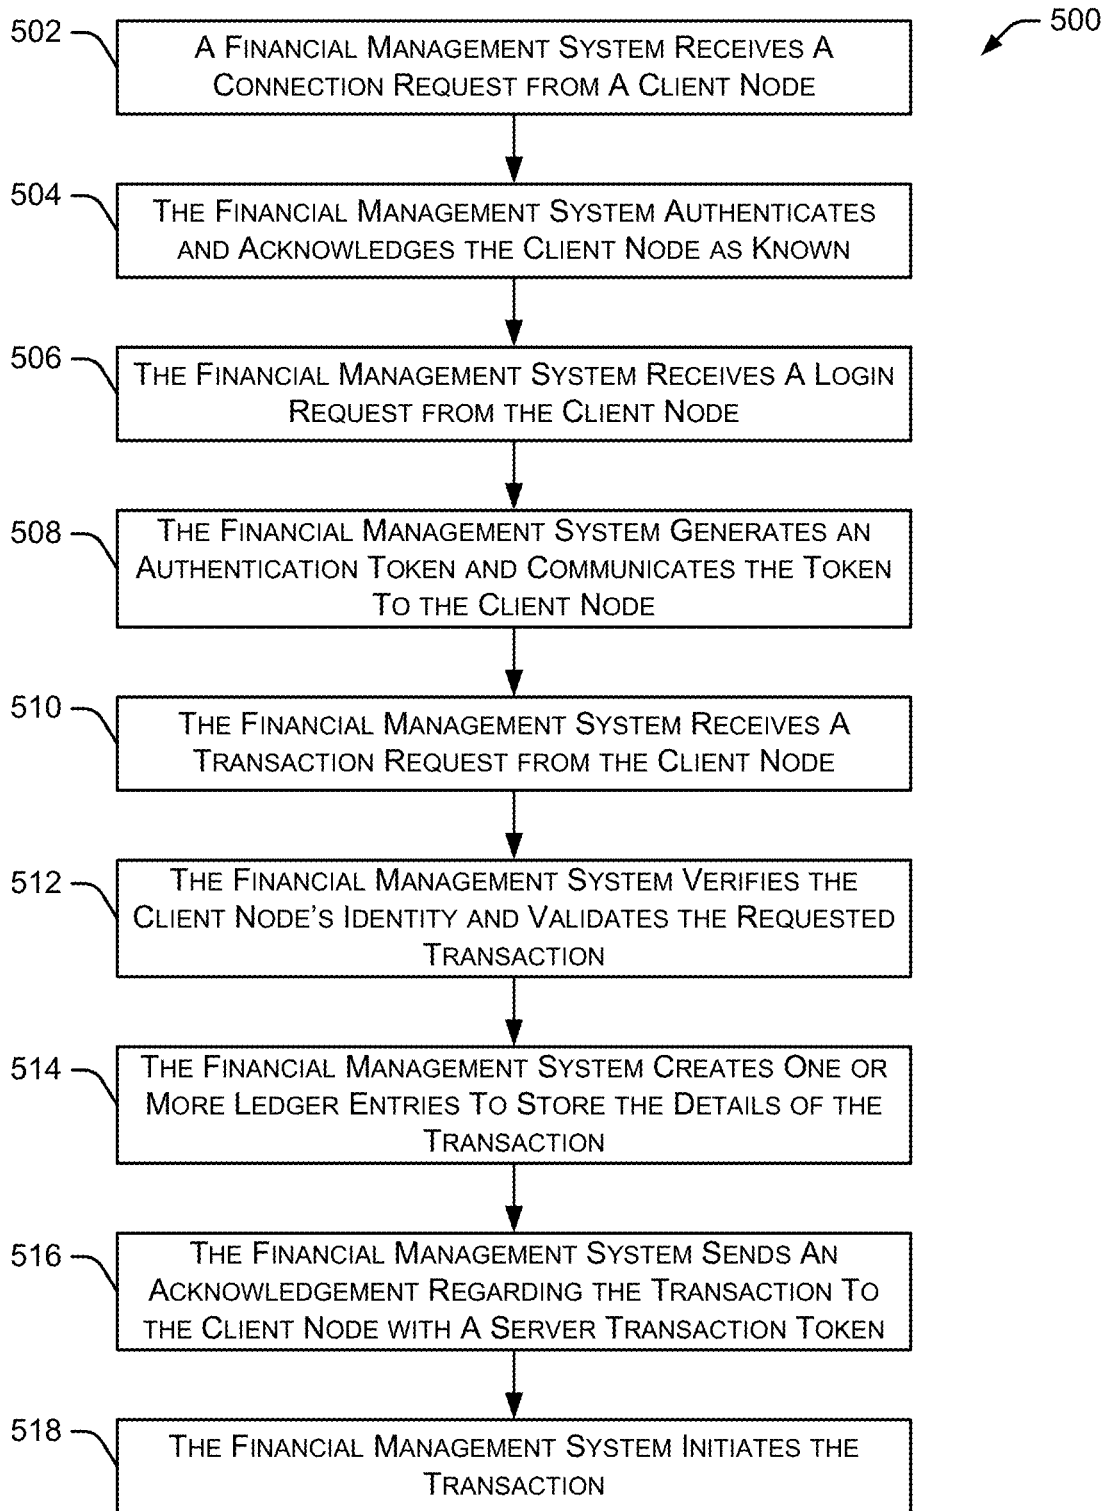 500
502
A FINANCIAL MANAGEMENT SYSTEM RECEIVES A
CONNECTION REQUEST FROM A CLIENT NODE
504
THE FINANCIAL MANAGEMENT SYSTEM AUTHENTICATES
AND ACKNOWLEDGES THE CLIENT NODE AS KNOWN
506
THE FINANCIAL MANAGEMENT SYSTEM RECEIVES A LOGIN
REQUEST FROM THE CLIENT NODE
508
THE FINANCIAL MANAGEMENT SYSTEM GENERATES AN
AUTHENTICATION TOKEN AND COMMUNICATES THE TOKEN
TO THE CLIENT NODE
510
THE FINANCIAL MANAGEMENT SYSTEM RECEIVES A
TRANSACTION REQUEST FROM THE CLIENT NODE
512
THE FINANCIAL MANAGEMENT SYSTEM VERIFIES THE
CLIENT NODE'S IDENTITY AND VALIDATES THE REQUESTED
TRANSACTION
514
THE FINANCIAL MANAGEMENT SYSTEM CREATES ONE OR
MORE LEDGER ENTRIES TO STORE THE DETAILS OF THE
TRANSACTION
516
THE FINANCIAL MANAGEMENT SYSTEM SENDS AN
ACKNOWLEDGEMENT REGARDING THE TRANSACTION TO
THE CLIENT NODE WITH A SERVER TRANSACTION TOKEN
518
THE FINANCIAL MANAGEMENT SYSTEM INITIATES THE
TRANSACTION